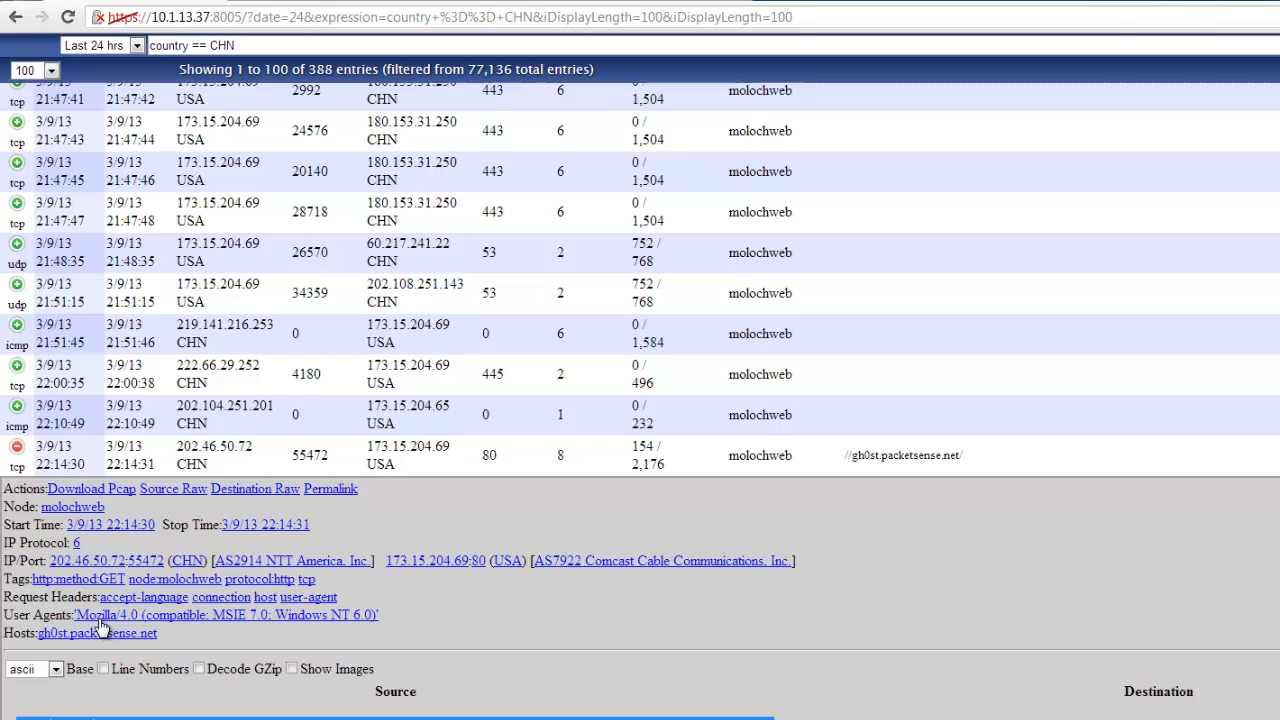 https://10.1.13.37:8005/?date=24&expression=country+%3D%3D+CHN&iDisplayLength=100&iDisplayLength=100
Last 24 hrs country == CHN
100 Showing 1 to 100 of 388 entries (filtered from 77,136 total entries)
2992 443 6 molochweb
tcp 21:47:41 21:47:42 USA CHN 1,504
3/9/13 3/9/13 173.15.204.69 24576 180.153.31.250 443 6 0 / molochweb
tcp 21:47:43 21:47:44 USA CHN 1,504
3/9/13 3/9/13 173.15.204.69 20140 180.153.31.250 443 6 0 / molochweb
tcp 21:47:45 21:47:46 USA CHN 1,504
3/9/13 3/9/13 173.15.204.69 28718 180.153.31.250 443 6 0 / molochweb
tcp 21:47:47 21:47:48 USA CHN 1,504
3/9/13 3/9/13 173.15.204.69 26570 60.217.241.22 53 2 752 / molochweb
udp 21:48:35 21:48:35 USA CHN 768
3/9/13 3/9/13 173.15.204.69 34359 202.108.251.143 53 2 752 / molochweb
udp 21:51:15 21:51:15 USA CHN 768
3/9/13 3/9/13 219.141.216.253 0 173.15.204.69 0 6 0 / molochweb
icmp 21:51:45 21:51:46 CHN USA 1,584
3/9/13 3/9/13 222.66.29.252 4180 173.15.204.69 445 2 0 / molochweb
tcp 22:00:35 22:00:38 CHN USA 496
3/9/13 3/9/13 202.104.251.201 0 173.15.204.65 0 1 0 / molochweb
icmp 22:10:49 22:10:49 CHN USA 232
3/9/13 3/9/13 202.46.50.72 55472 173.15.204.69 80 8 154 / molochweb //gh0st.packetsense.net/
tcp 22:14:30 22:14:31 CHN USA 2,176
Actions:Download Pcap Source Raw Destination Raw Permalink
Node: molochweb
Start Time: 3/9/13 22:14:30 Stop Time:3/9/13 22:14:31
IP Protocol: 6
IP/Port: 202.46.50.72:55472 (CHN) [AS2914 NTT America, Inc.] 173.15.204.69:80 (USA) [AS7922 Comcast Cable Communications, Inc.]
Tags:http:method:GET node:molochweb protocol:http tcp
Request Headers:accept-language connection host user-agent
User Agents:'Mozilla/4.0 (compatible; MSIE 7.0; Windows NT 6.0)'
Hosts:gh0st.packetsense.net
ascii Base Line Numbers Decode GZip Show Images
Source Destination